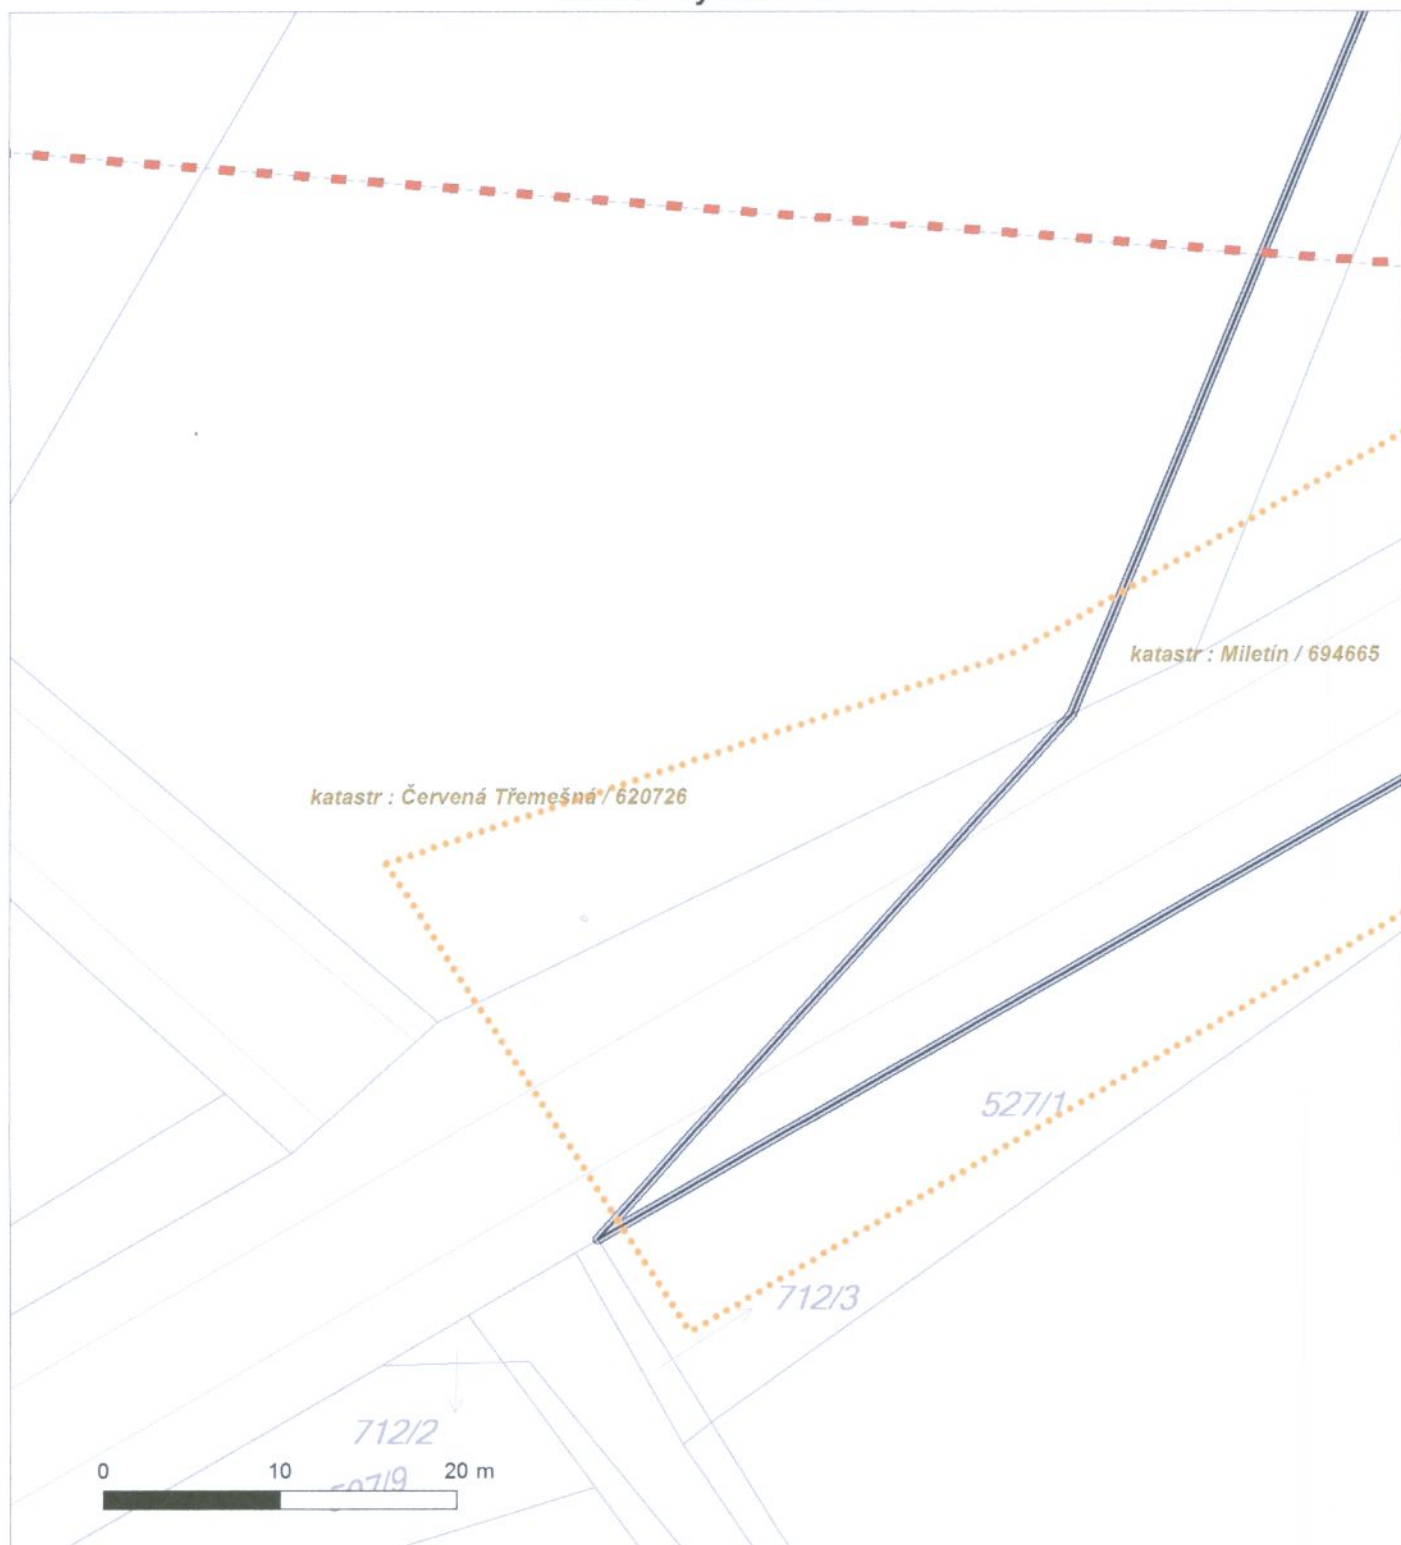 katastr : Miletín / 694665
katastr : Červená Třemešná / 620726
527/1
712/3
712/2
0 10 20 m